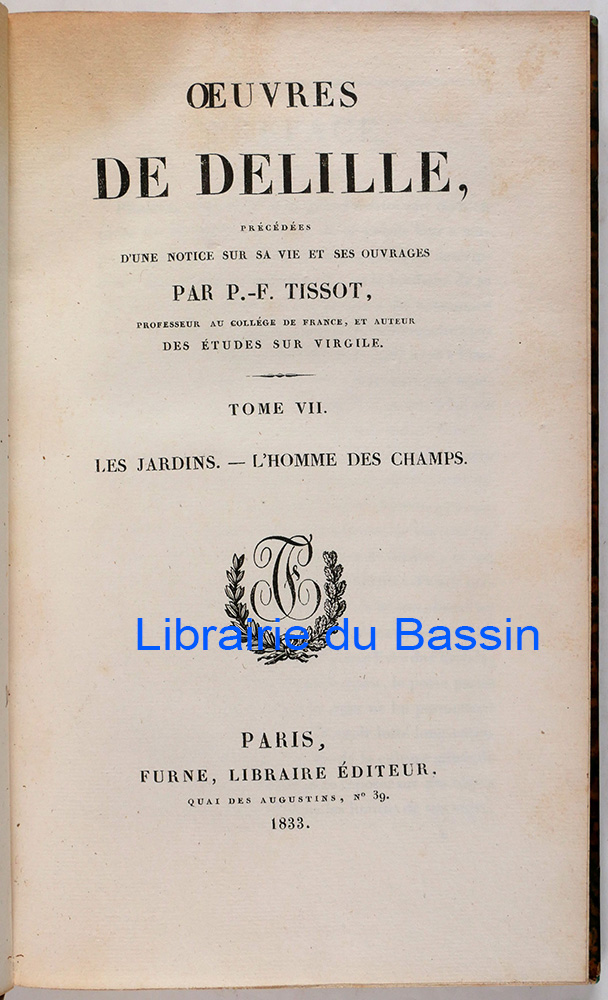 ŒUVRES
DE DELILLE,
PRÉCÉDÉES
D'UNE NOTICE SUR SA VIE ET SES OUVRAGES
PAR P.-F. TISSOT,
PROFESSEUR AU COLLÉGE DE FRANCE, ET AUTEUR
DES ÉTUDES SUR VIRGILE.
TOME VII.
LES JARDINS. — L'HOMME DES CHAMPS.
Librairie du Bassin
PARIS,
FURNE, LIBRAIRE ÉDITEUR.
QUAI DES AUGUSTINS, Nº 39.
1833.